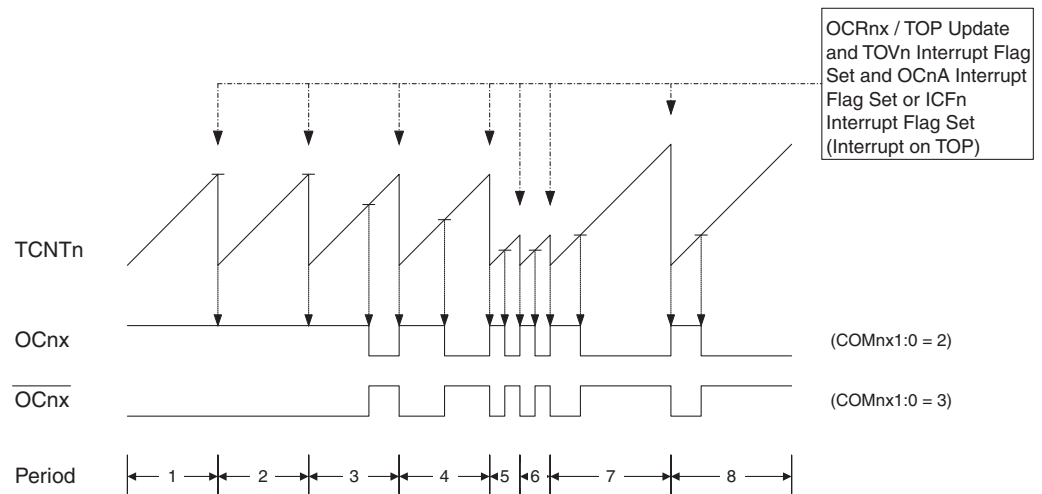 OCRnx / TOP Update
and TOVn Interrupt Flag
Set and OCnA Interrupt
Flag Set or ICFn
Interrupt Flag Set
(Interrupt on TOP)
TCNTn
OCnx
(COMnx1:0 = 2)
OCnx
(COMnx1:0 = 3)
Period
1 2 3 4 5 6 7 8